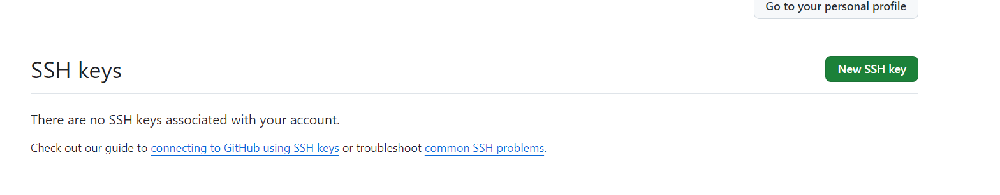 Go to your personal profile
SSH keys
New SSH key
There are no SSH keys associated with your account.
Check out our guide to connecting to GitHub using SSH keys or troubleshoot common SSH problems.